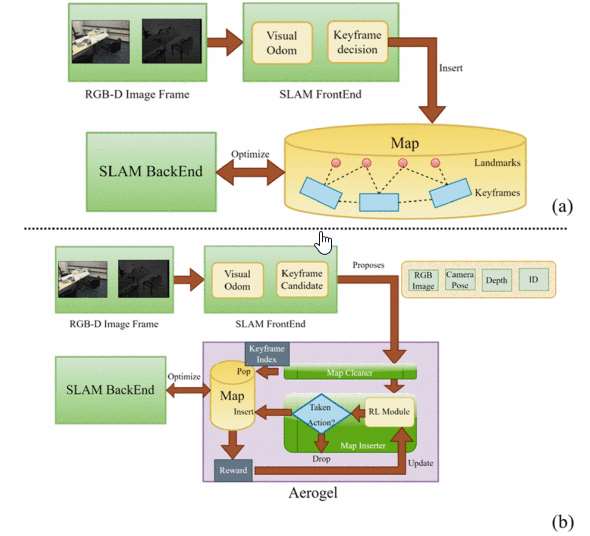 Visual
Odom
Keyframe
decision
RGB-D Image Frame
SLAM FrontEnd
Insert
Map
Landmarks
Keyframes
SLAM BackEnd
Optimize
(a)
Visual
Odom
Keyframe
Candidate
Proposes
RGB
Image
Camera
Pose
Depth
ID
RGB-D Image Frame
SLAM FrontEnd
Keyframe
Index
Pop
Map Cleaner
SLAM BackEnd
Optimize
Map
Insert
Taken
Action?
RL Module
Map Inserter
Drop
Reward
Update
Aerogel
(b)